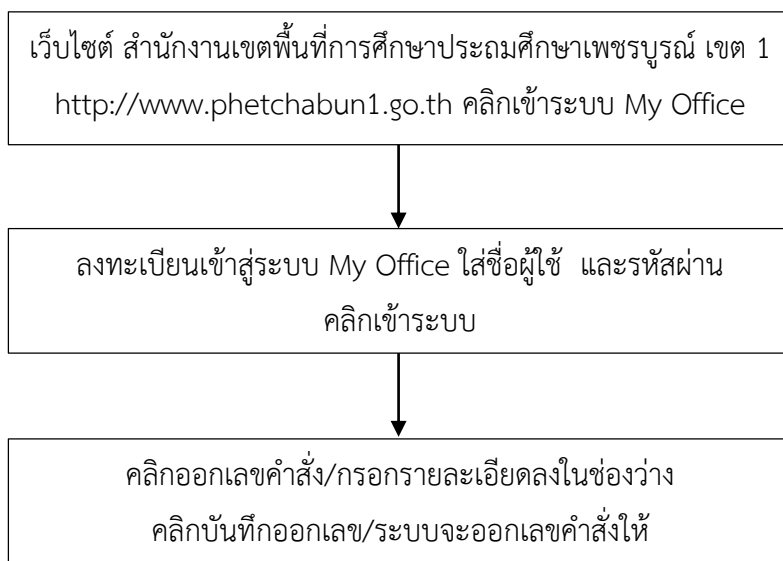 เว็บไซต์ สำนักงานเขตพื้นที่การศึกษาประถมศึกษาเพชรบูรณ์ เขต 1
http://www.phetchabun1.go.th คลิกเข้าระบบ My Office
ลงทะเบียนเข้าสู่ระบบ My Office ใส่ชื่อผู้ใช้ และรหัสผ่าน
คลิกเข้าระบบ
คลิกออกเลขคำสั่ง/กรอกรายละเอียดลงในช่องว่าง
คลิกบันทึกออกเลข/ระบบจะออกเลขคำสั่งให้